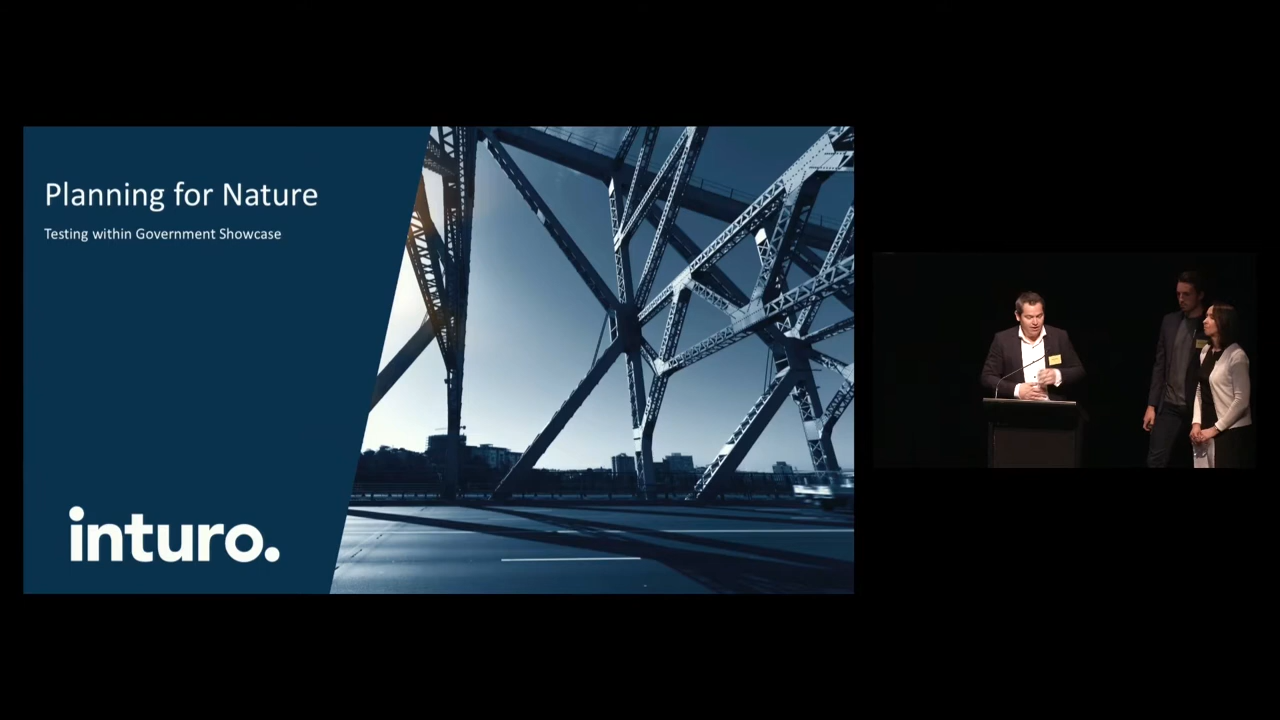 Planning for Nature
Testing within Government Showcase
inturo.